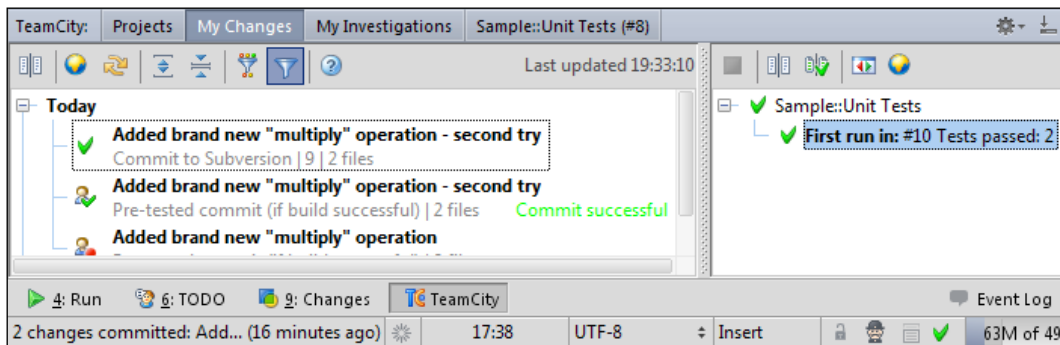 TeamCity: Projects My Changes My Investigations Sample::Unit Tests (#8)
Last updated 19:33:10
Today
Added brand new "multiply" operation - second try
Commit to Subversion | 9 | 2 files
Added brand new "multiply" operation - second try
Pre-tested commit (if build successful) | 2 files Commit successful
Added brand new "multiply" operation
Sample::Unit Tests
First run in: #10 Tests passed: 2
4: Run 6: TODO 9: Changes TeamCity Event Log
2 changes committed: Add... (16 minutes ago) 17:38 UTF-8 Insert 63M of 49